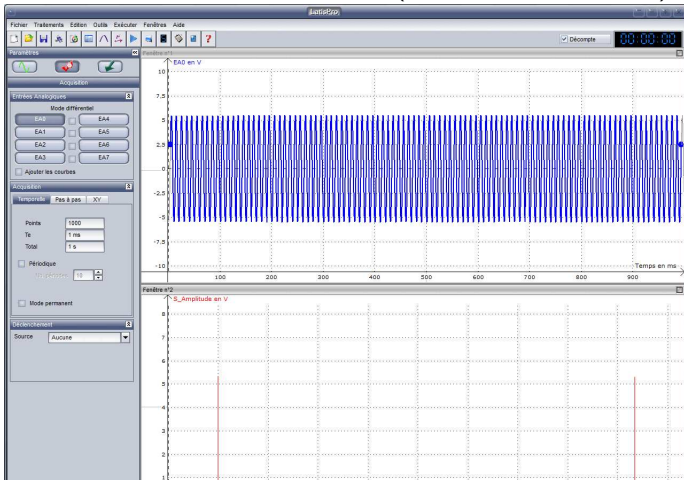 LatisPro
Fichier Traitements Edition Outils Exécuter Fenêtres Aide
Décompte
00:00:00
Paramètres
Acquisition
Entrées Analogiques
Mode différentiel
EA0 EA4
EA1 EA5
EA2 EA6
EA3 EA7
Ajouter les courbes
Acquisition
Temporelle Pas à pas XY
Points 1000
Te 1 ms
Total 1 s
Périodique
10
Mode permanent
Déclenchement
Source Aucune
Fenêtre n°1
EA0 en V
10
7,5
5
2,5
0
-2,5
-5
-7,5
-10
Temps en ms
100 200 300 400 500 600 700 800 900
Fenêtre n°2
S_Amplitude en V
8
7
6
5
4
3
2
1